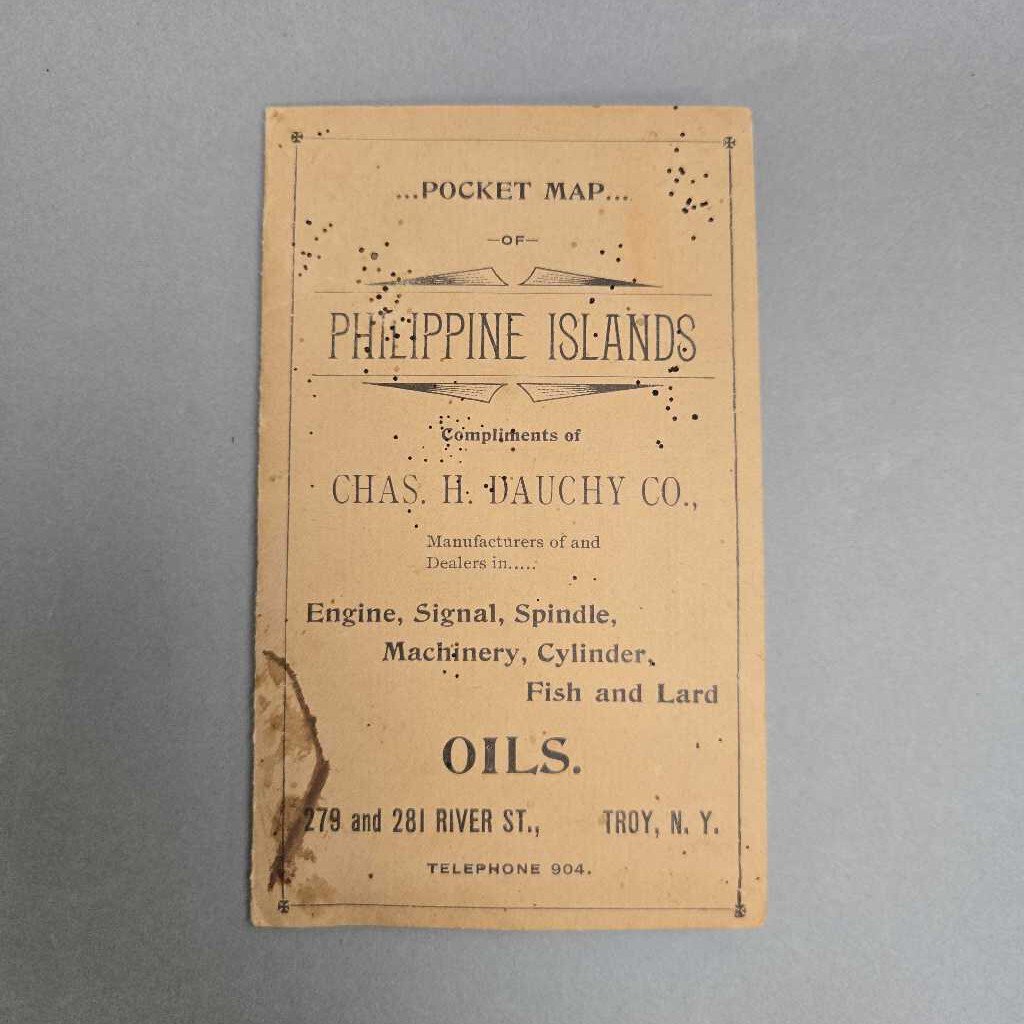 ...POCKET MAP...
—OF—
PHILIPPINE ISLANDS
Compliments of
CHAS. H. DAUCHY CO.,
Manufacturers of and
Dealers in.....
Engine, Signal, Spindle,
Machinery, Cylinder,
Fish and Lard
OILS.
279 and 281 RIVER ST., TROY, N. Y.
TELEPHONE 904.